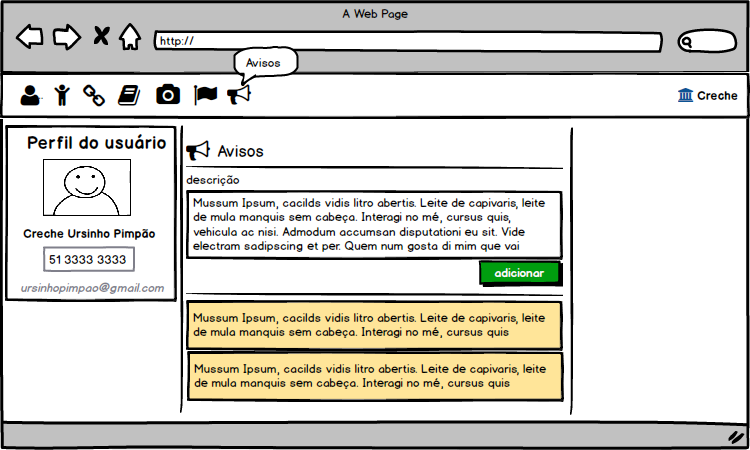 A Web Page
http://
Avisos
Creche
Perfil do usuário
Creche Ursinho Pimpão
51 3333 3333
ursinhopimpao@gmail.com
Avisos
descrição
Mussum Ipsum, cacilds vidis litro abertis. Leite de capivaris, leite
de mula manquis sem cabeça. Interagi no mé, cursus quis,
vehicula ac nisi. Admodum accumsan disputationi eu sit. Vide
electram sadipscing et per. Quem num gosta di mim que vai
adicionar
Mussum Ipsum, cacilds vidis litro abertis. Leite de capivaris, leite
de mula manquis sem cabeça. Interagi no mé, cursus quis
Mussum Ipsum, cacilds vidis litro abertis. Leite de capivaris, leite
de mula manquis sem cabeça. Interagi no mé, cursus quis